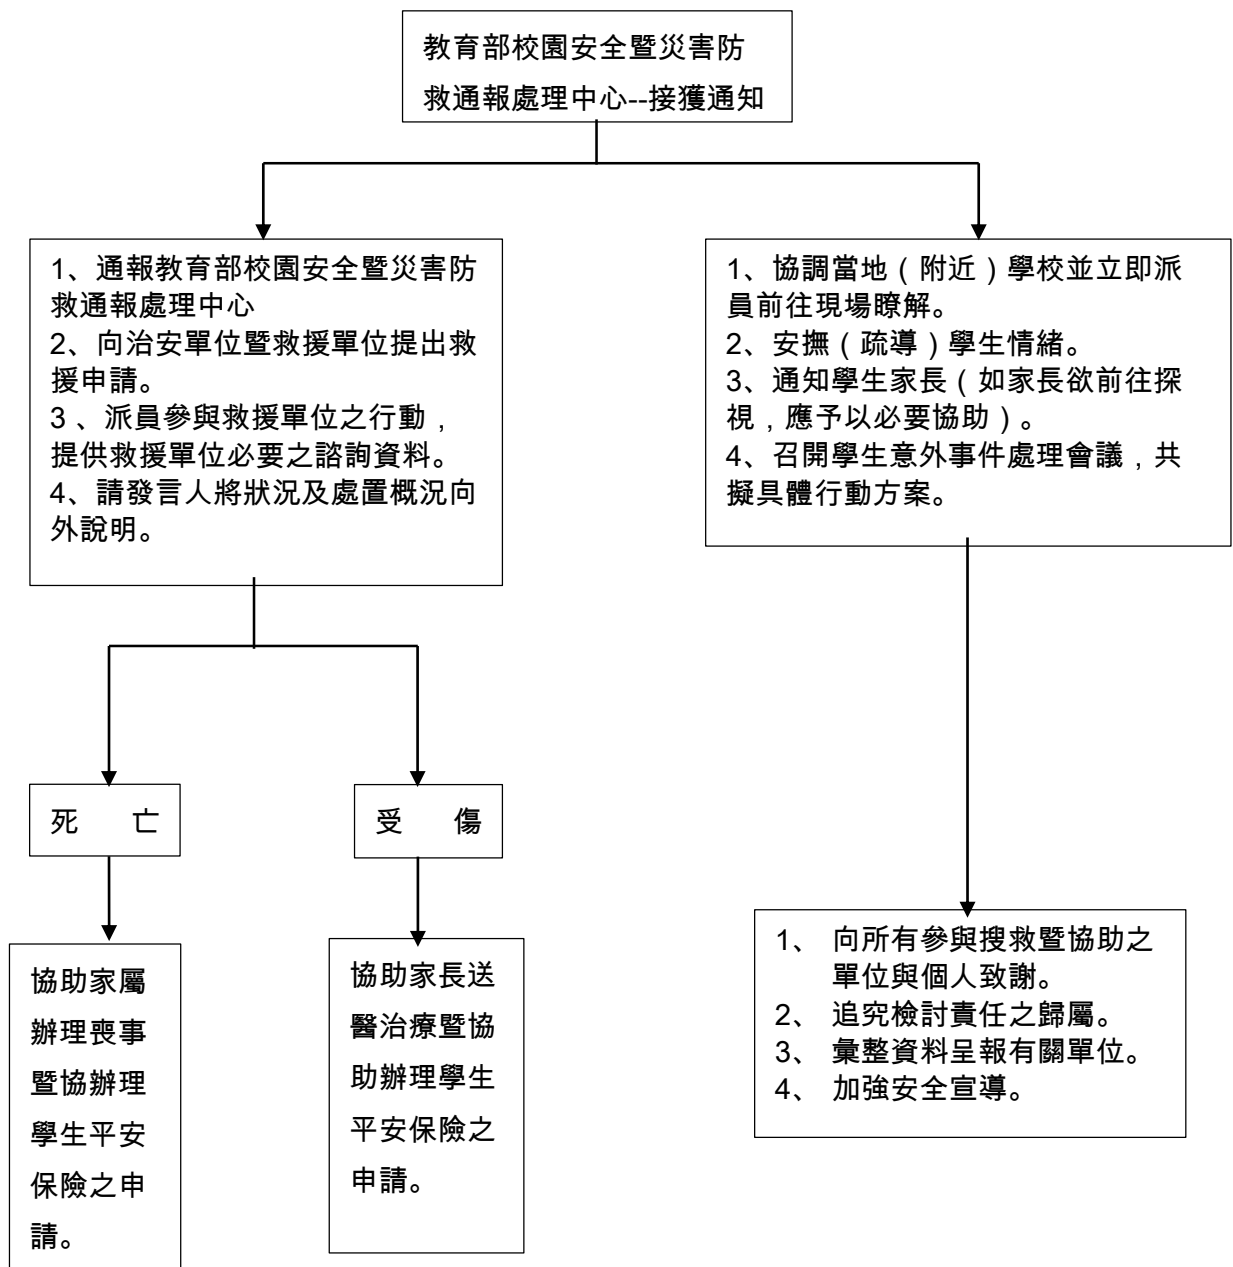 教育部校園安全暨災害防
救通報處理中心--接獲通知
1、通報教育部校園安全暨災害防
救通報處理中心
2、向治安單位暨救援單位提出救
援申請。
3 、派員參與救援單位之行動，
提供救援單位必要之諮詢資料。
4、請發言人將狀況及處置概況向
外說明。
1、協調當地（附近）學校並立即派
員前往現場瞭解。
2、安撫（疏導）學生情緒。
3、通知學生家長（如家長欲前往探
視，應予以必要協助）。
4、召開學生意外事件處理會議，共
擬具體行動方案。
死　亡
受　傷
協助家屬
辦理喪事
暨協辦理
學生平安
保險之申
請。
協助家長送
醫治療暨協
助辦理學生
平安保險之
申請。
1、 向所有參與搜救暨協助之
單位與個人致謝。
2、 追究檢討責任之歸屬。
3、 彙整資料呈報有關單位。
4、 加強安全宣導。